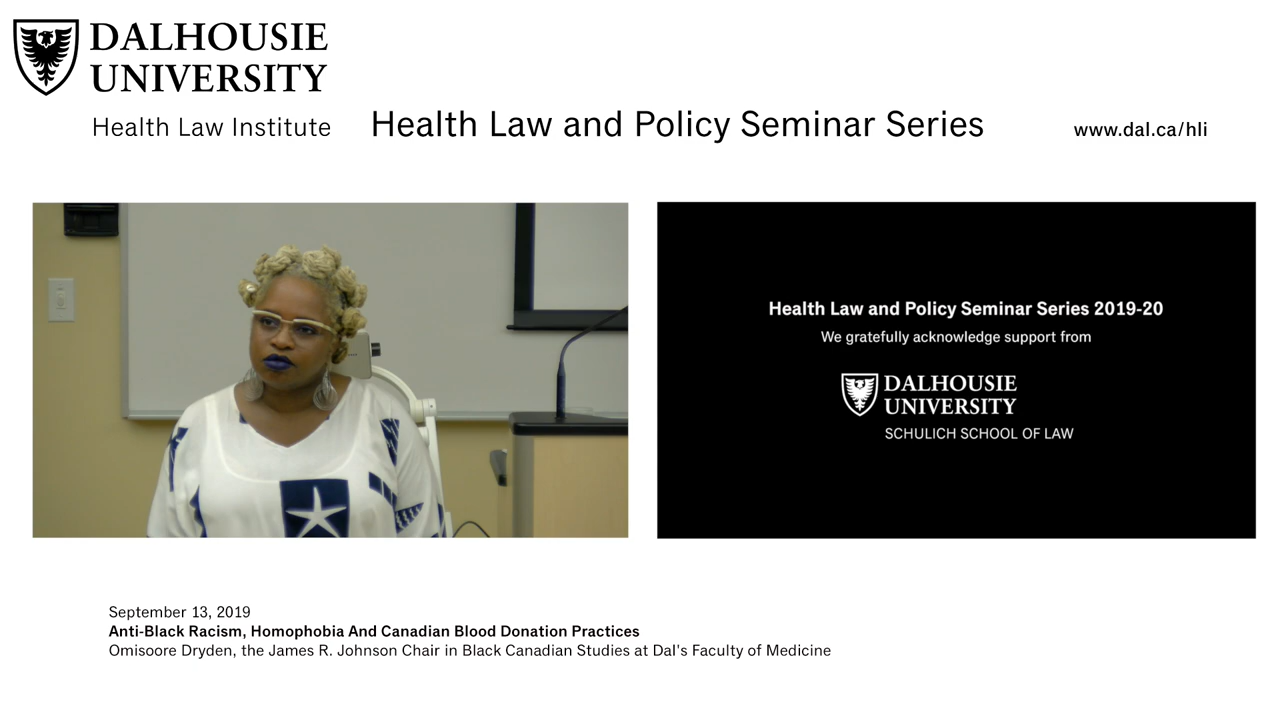 DALHOUSIE
UNIVERSITY
Health Law Institute
Health Law and Policy Seminar Series
www.dal.ca/hli
Health Law and Policy Seminar Series 2019-20
We gratefully acknowledge support from
DALHOUSIE
UNIVERSITY
SCHULICH SCHOOL OF LAW
September 13, 2019
Anti-Black Racism, Homophobia And Canadian Blood Donation Practices
Omisoore Dryden, the James R. Johnson Chair in Black Canadian Studies at Dal's Faculty of Medicine